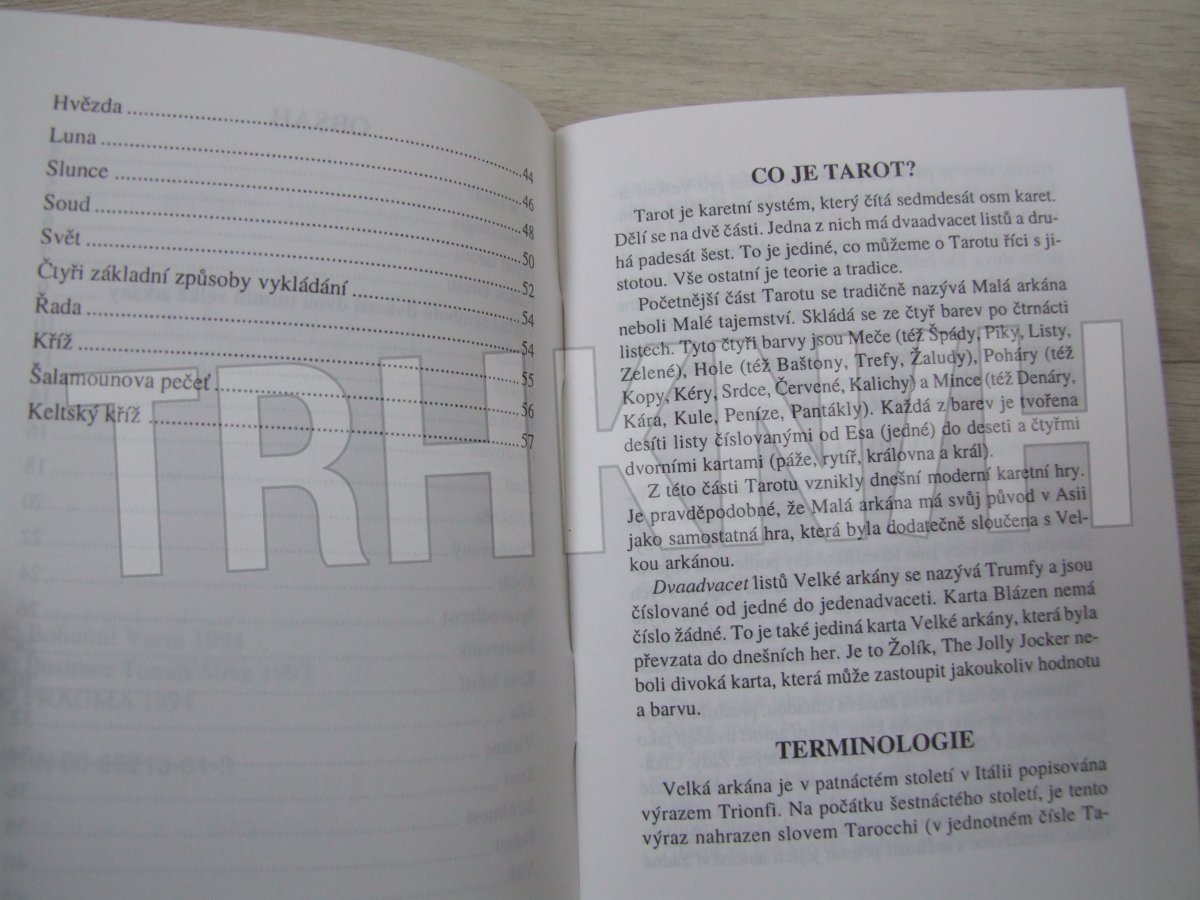 Hvězda ........ 44
Luna ........ 46
Slunce ........ 48
Soud ........ 50
Svět ........ 52
Čtyři základní způsoby vykládání ........ 54
Řada ........ 54
Kříž ........ 55
Šalamounova pečeť ........ 56
Keltský kříž ........ 57
CO JE TAROT?
Tarot je karetní systém, který čítá sedmdesát osm karet.
Dělí se na dvě části. Jedna z nich má dvaadvacet listů a dru-
há padesát šest. To je jediné, co můžeme o Tarotu říci s ji-
stotou. Vše ostatní je teorie a tradice.
Početnější část Tarotu se tradičně nazývá Malá arkána
neboli Malé tajemství. Skládá se ze čtyř barev po čtrnácti
listech. Tyto čtyři barvy jsou Meče (též Špády, Piky, Listy,
Zelené), Hole (též Baštony, Trefy, Žaludy), Poháry (též
Kopy, Kéry, Srdce, Červené, Kalichy) a Mince (též Denáry,
Kára, Kule, Peníze, Pantákly). Každá z barev je tvořena
desíti listy číslovanými od Esa (jedné) do deseti a čtyřmi
dvorními kartami (páže, rytíř, královna a král).
Z této části Tarotu vznikly dnešní moderní karetní hry.
Je pravděpodobné, že Malá arkána má svůj původ v Asii
jako samostatná hra, která byla dodatečně sloučena s Vel-
kou arkánou.
Dvaadvacet listů Velké arkány se nazývá Trumfy a jsou
číslované od jedné do jedenadvaceti. Karta Blázen nemá
číslo žádné. To je také jediná karta Velké arkány, která byla
převzata do dnešních her. Je to Žolík, The Jolly Jocker ne-
boli divoká karta, která může zastoupit jakoukoliv hodnotu
a barvu.
TERMINOLOGIE
Velká arkána je v patnáctém století v Itálii popisována
výrazem Trionfi. Na počátku šestnáctého století, je tento
výraz nahrazen slovem Tarocchi (v jednotném čísle Ta-
TRHKNIH